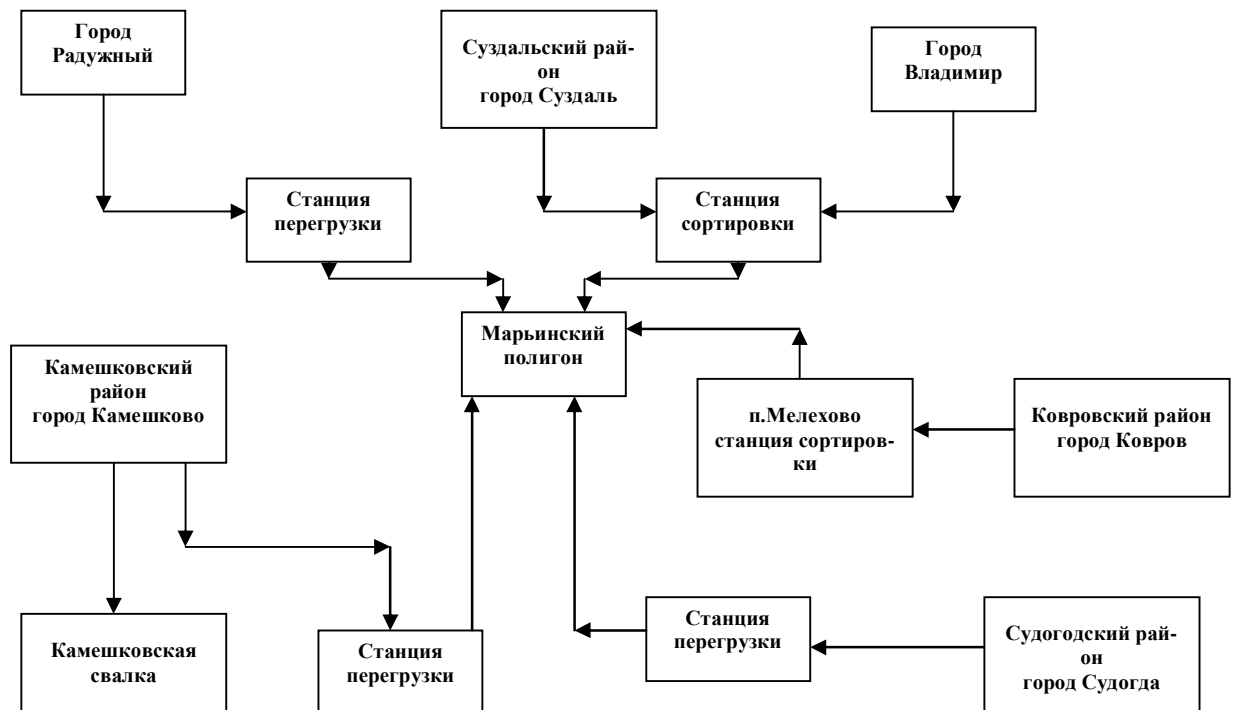 Город
Радужный
Суздальский рай-
он
город Суздаль
Город
Владимир
Станция
перегрузки
Станция
сортировки
Марьинский
полигон
Камешковский
район
город Камешково
п.Мелехово
станция сортиров-
ки
Ковровский район
город Ковров
Камешковская
свалка
Станция
перегрузки
Станция
перегрузки
Судогодский рай-
он
город Судогда